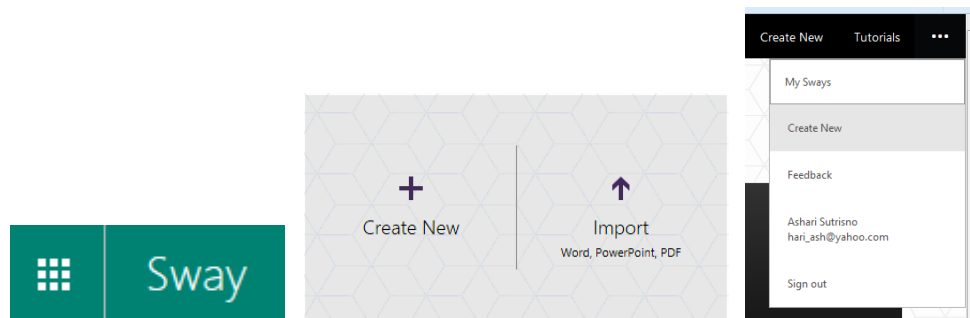 Sway
Create New
Import
Word, PowerPoint, PDF
Create New Tutorials •••
My Sways
Create New
Feedback
Ashari Sutrisno
hari_ash@yahoo.com
Sign out